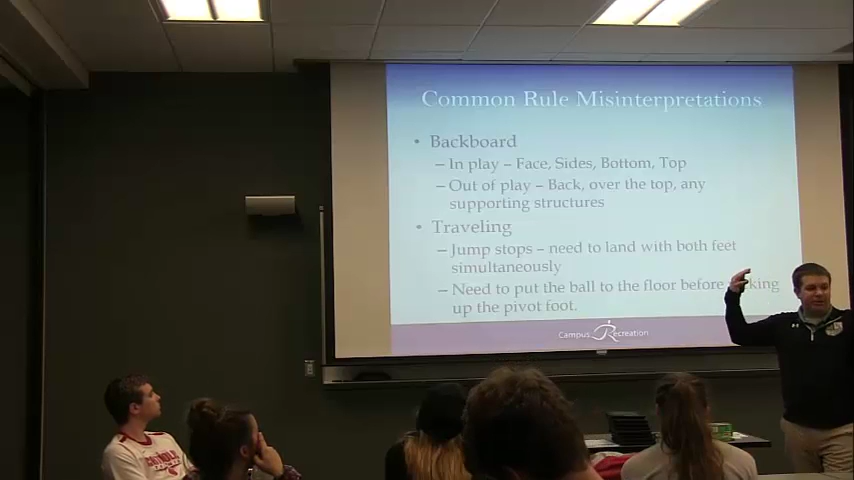 Common Rule Misinterpretations
• Backboard
– In play – Face, Sides, Bottom, Top
– Out of play – Back, over the top, any
supporting structures
• Traveling
– Jump stops – need to land with both feet
simultaneously
– Need to put the ball to the floor before king
up the pivot foot.
Campus Recreation